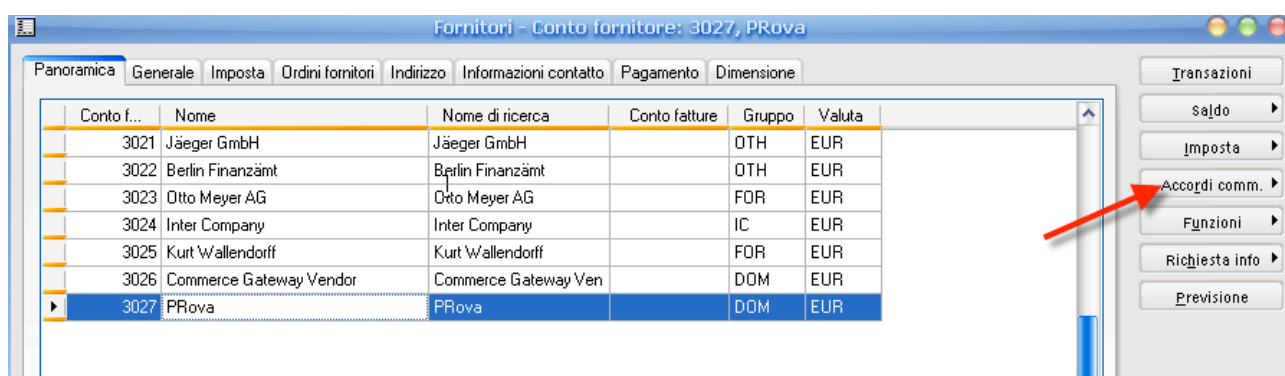 Fornitori - Conto fornitore: 3027, PRova
Panoramica Generale Imposta Ordini fornitori Indirizzo Informazioni contatto Pagamento Dimensione
Conto f... Nome Nome di ricerca Conto fatture Gruppo Valuta
3021 Jäeger GmbH Jäeger GmbH OTH EUR
3022 Berlin Finanzämt Berlin Finanzämt OTH EUR
3023 Otto Meyer AG Otto Meyer AG FOR EUR
3024 Inter Company Inter Company IC EUR
3025 Kurt Wallendorff Kurt Wallendorff FOR EUR
3026 Commerce Gateway Vendor Commerce Gateway Ven DOM EUR
3027 PRova PRova DOM EUR
Transazioni
Saldo
Imposta
Accordi comm.
Funzioni
Richiesta info
Previsione